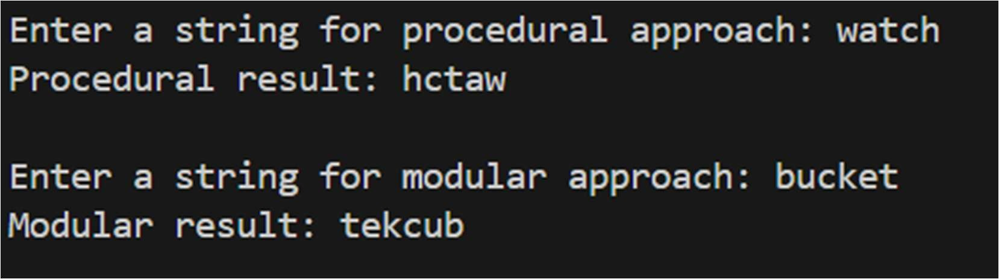 Enter a string for procedural approach: watch
Procedural result: hctaw
Enter a string for modular approach: bucket
Modular result: tekcub